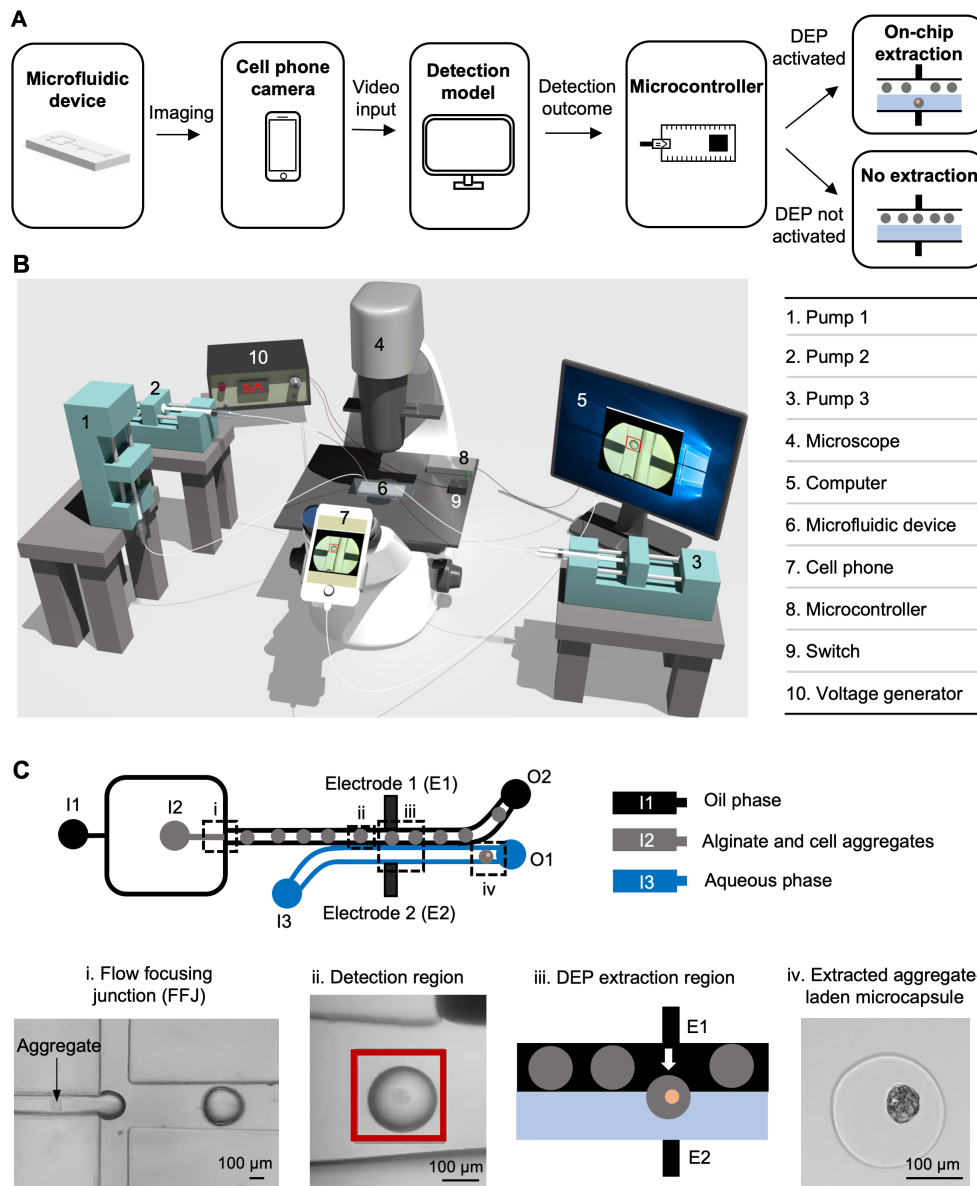 A
Microfluidic
device
Imaging
Cell phone
camera
Video
input
Detection
model
Detection
outcome
Microcontroller
DEP
activated
On-chip
extraction
DEP not
activated
No extraction
B
1
2
10
4
5
6
7
8
9
3
1. Pump 1
2. Pump 2
3. Pump 3
4. Microscope
5. Computer
6. Microfluidic device
7. Cell phone
8. Microcontroller
9. Switch
10. Voltage generator
C
I1
I2
i
ii
Electrode 1 (E1)
iii
O2
O1
iv
I3
Electrode 2 (E2)
I1 Oil phase
I2 Alginate and cell aggregates
I3 Aqueous phase
i. Flow focusing
junction (FFJ)
Aggregate
100 µm
ii. Detection region
100 µm
iii. DEP extraction region
E1
E2
iv. Extracted aggregate
laden microcapsule
100 µm